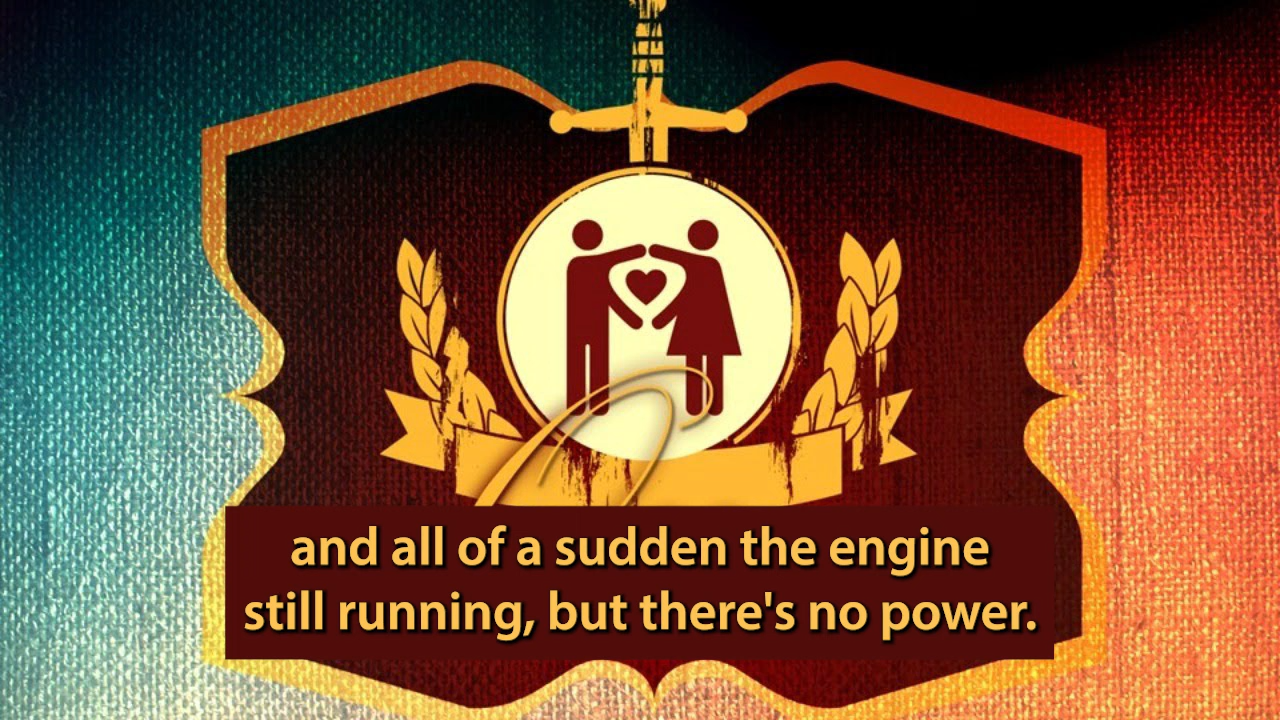 and all of a sudden the engine
still running, but there's no power.